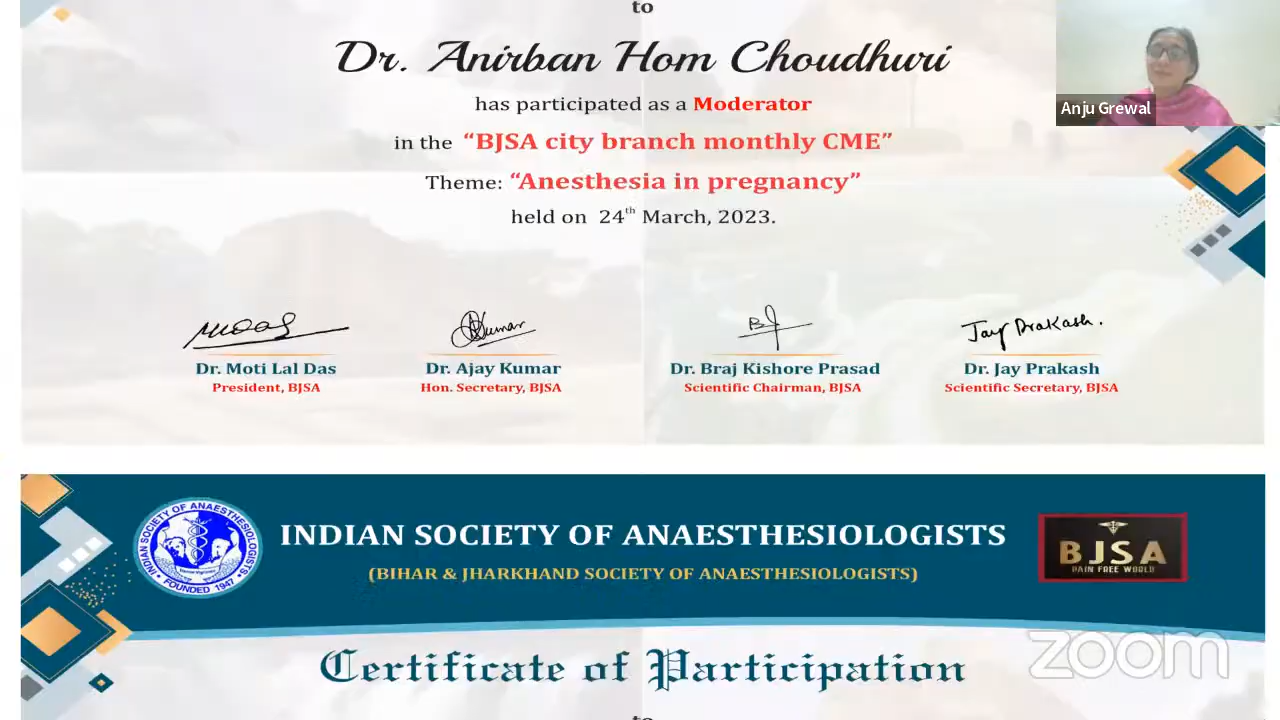 to
Dr. Anirban Hom Choudhuri
has participated as a Moderator
in the “BJSA city branch monthly CME”
Theme: “Anesthesia in pregnancy”
held on 24th March, 2023.
Anju Grewal
Jay Prakash.
Dr. Moti Lal Das
President, BJSA
Dr. Ajay Kumar
Hon. Secretary, BJSA
Dr. Braj Kishore Prasad
Scientific Chairman, BJSA
Dr. Jay Prakash
Scientific Secretary, BJSA
INDIAN SOCIETY OF ANAESTHESIOLOGISTS
FOUNDED 1947
INDIAN SOCIETY OF ANAESTHESIOLOGISTS
(BIHAR & JHARKHAND SOCIETY OF ANAESTHESIOLOGISTS)
BJSA
PAIN FREE WORLD
zoom
Certificate of Participation